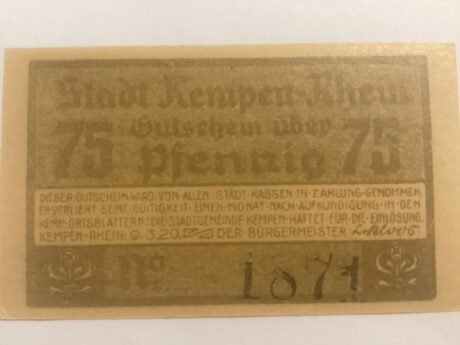 Stadt Kempen-Rhein
75 Gutschein über 75
Pfennig
DIESER GUTSCHEIN WIRD VON ALLEN STADT KASSEN IN ZAHLUNG GENOMMEN
ER VERLIERT SEINE GÜLTIGKEIT EINEN MONAT NACH AUFKÜNDIGUNG IN DEN
KEMP. ORTSBLÄTTERN DIE STADTGEMEINDE KEMPEN HAFTET FÜR DIE EINLÖSUNG.
KEMPEN-RHEIN: 9.3.20. DER BÜRGERMEISTER
No 1871